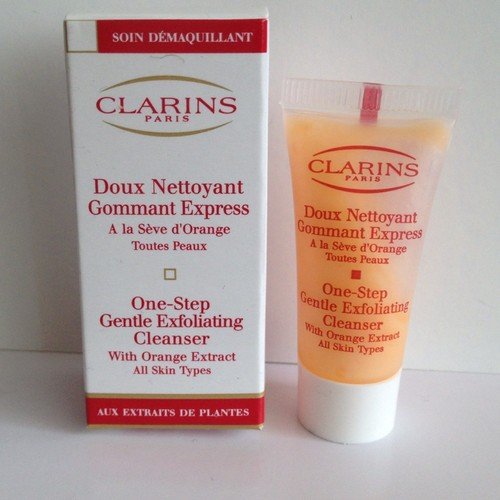 SOIN DÉMAQUILLANT
CLARINS
PARIS
Doux Nettoyant
Gommant Express
A la Sève d'Orange
Toutes Peaux
One-Step
Gentle Exfoliating
Cleanser
With Orange Extract
All Skin Types
AUX EXTRAITS DE PLANTES
CLARINS
PARIS
Doux Nettoyant
Gommant Express
A la Sève d'Orange
Toutes Peaux
One-Step
Gentle Exfoliating
Cleanser
With Orange Extract
All Skin Types